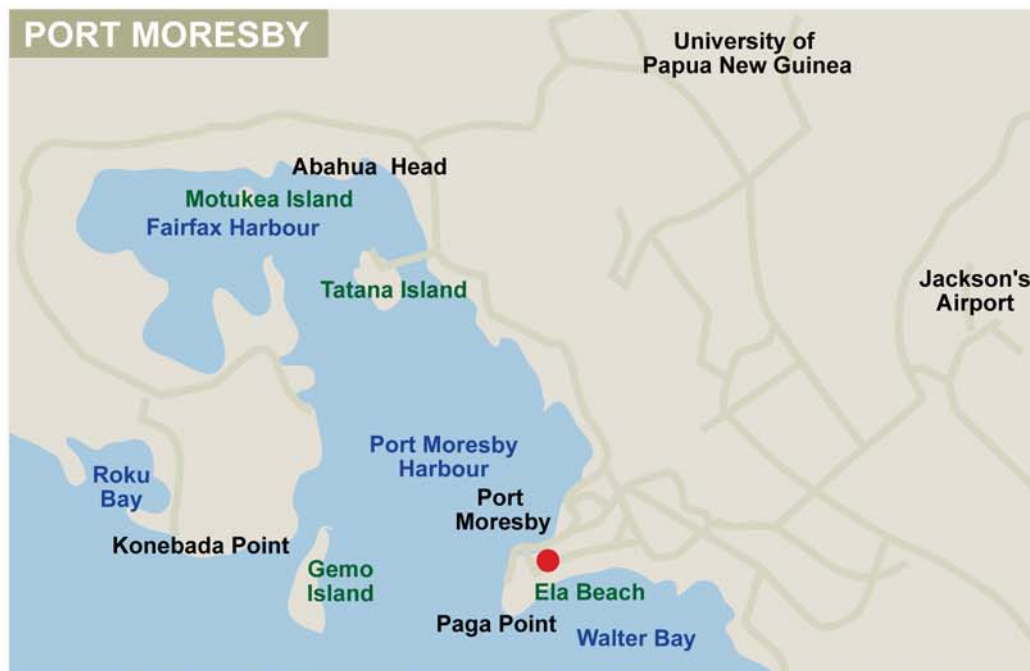 PORT MORESBY
University of
Papua New Guinea
Abahua Head
Motukea Island
Fairfax Harbour
Tatana Island
Jackson's
Airport
Port Moresby
Harbour
Roku
Bay
Port
Moresby
Konebada Point
Gemo
Island
Ela Beach
Paga Point
Walter Bay